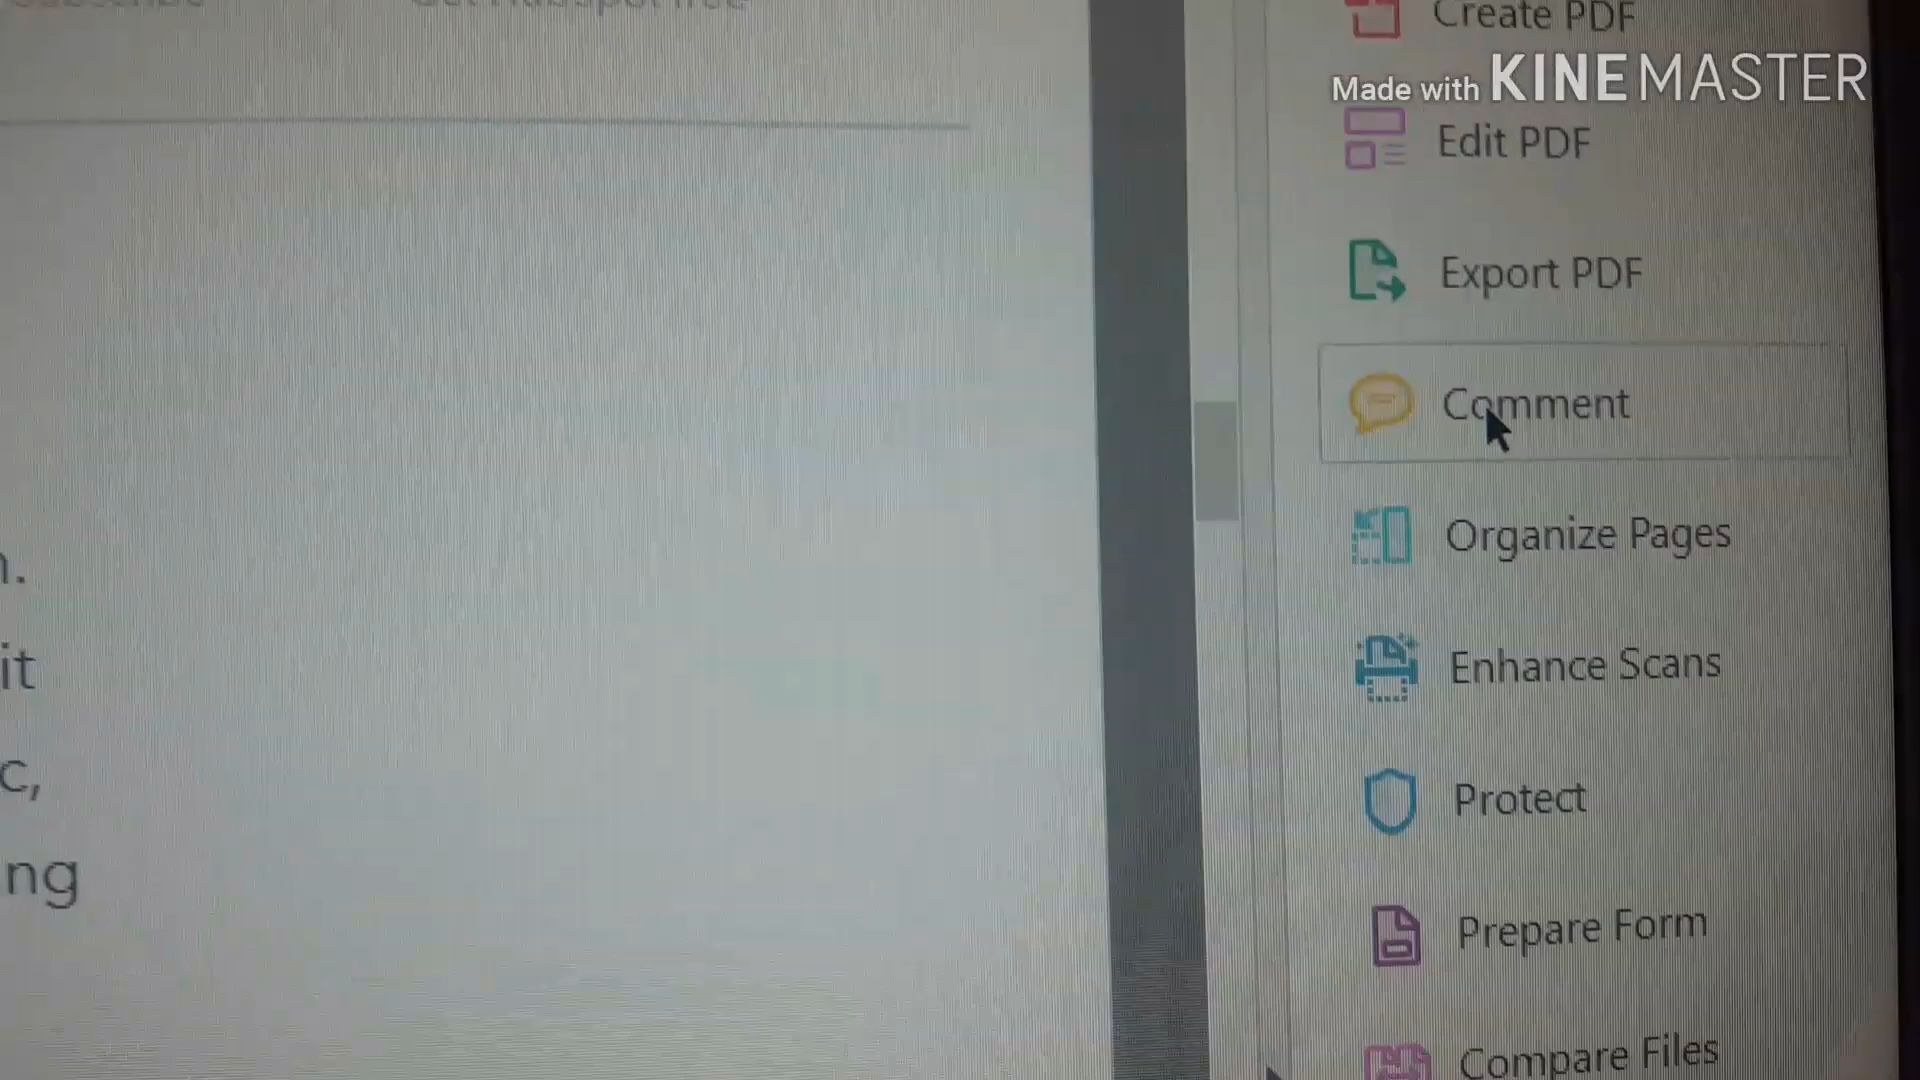 Create PDF
Made with KINEMASTER
Edit PDF
Export PDF
Comment
Organize Pages
Enhance Scans
Protect
Prepare Form
Compare Files
n.
it
c,
ng